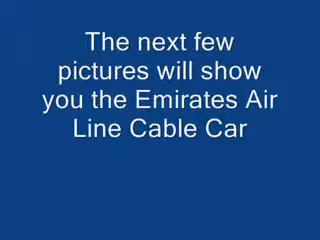 The next few
pictures will show
you the Emirates Air
Line Cable Car